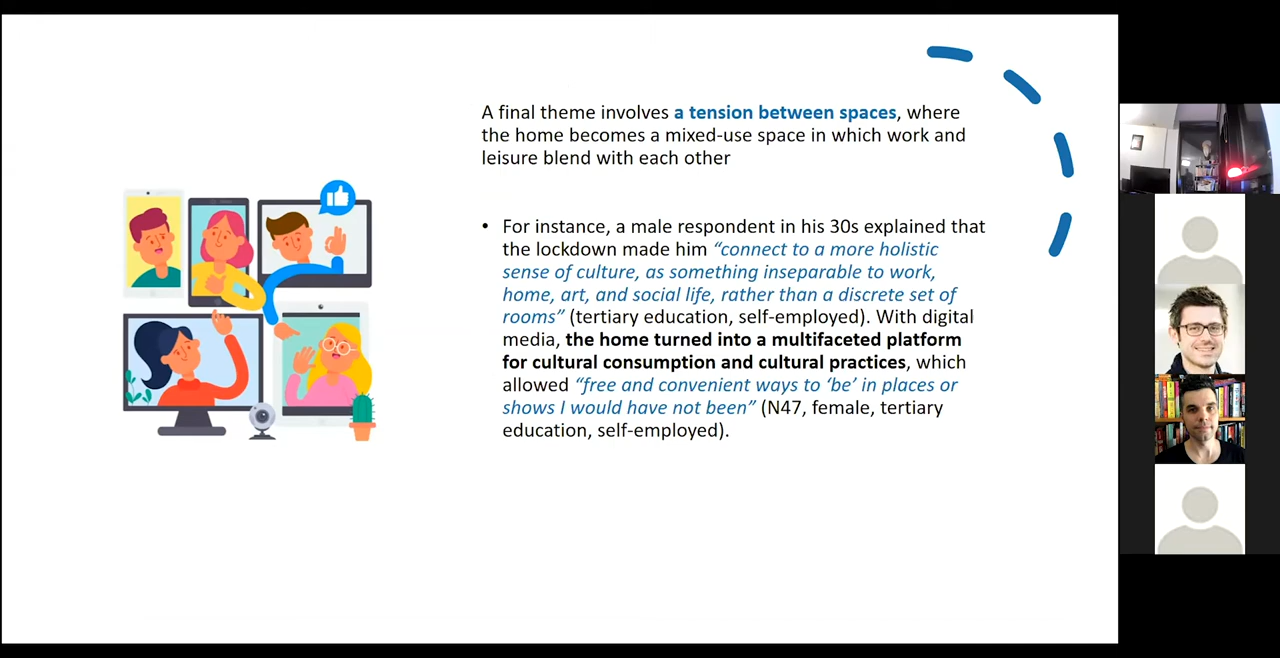 A final theme involves a tension between spaces, where
the home becomes a mixed-use space in which work and
leisure blend with each other
• For instance, a male respondent in his 30s explained that
the lockdown made him “connect to a more holistic
sense of culture, as something inseparable to work,
home, art, and social life, rather than a discrete set of
rooms” (tertiary education, self-employed). With digital
media, the home turned into a multifaceted platform
for cultural consumption and cultural practices, which
allowed “free and convenient ways to ‘be’ in places or
shows I would have not been” (N47, female, tertiary
education, self-employed).